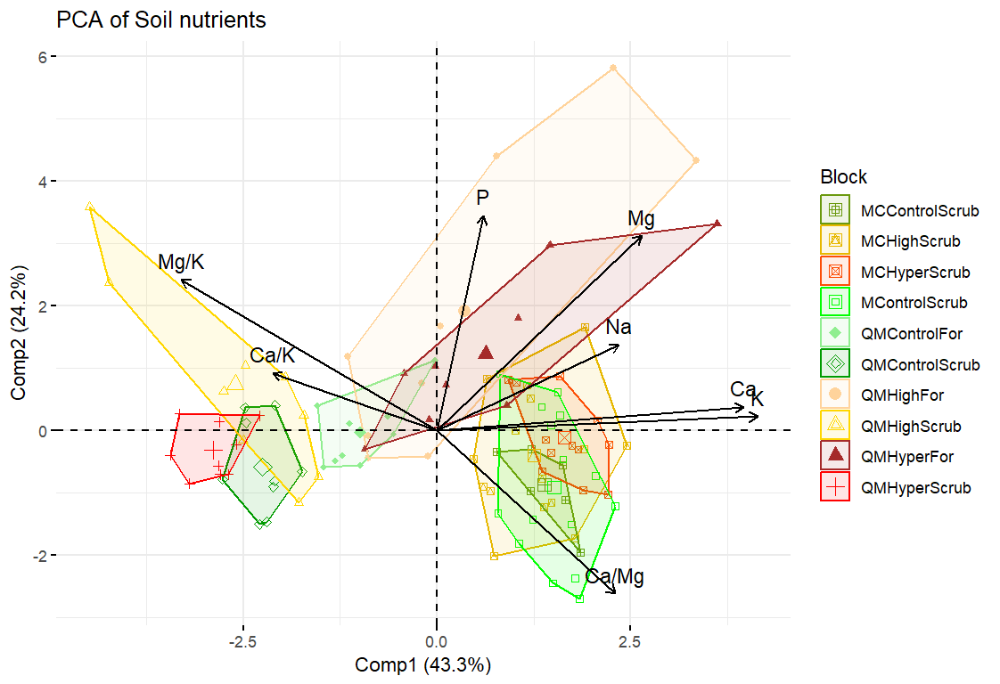 PCA of Soil nutrients
6
4
2
0
-2
-2.5
0.0
2.5
Comp1 (43.3%)
Comp2 (24.2%)
P
Mg
Mg/K
Na
Ca/K
Ca
K
Ca/Mg
Block
MCControlScrub
MCHighScrub
MCHyperScrub
MControlScrub
QMControlFor
QMControlScrub
QMHighFor
QMHighScrub
QMHyperFor
QMHyperScrub